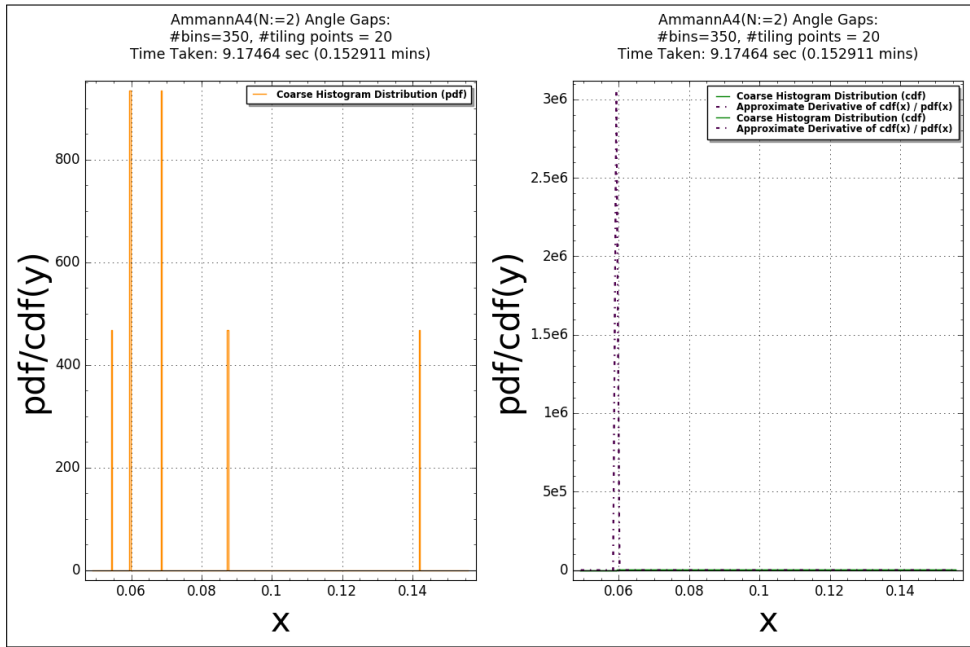 AmmannA4(N:=2) Angle Gaps:
#bins=350, #tiling points = 20
Time Taken: 9.17464 sec (0.152911 mins)
Coarse Histogram Distribution (pdf)
pdf/cdf(y)
800
600
400
200
0
0.06
0.08
0.1
0.12
0.14
x
AmmannA4(N:=2) Angle Gaps:
#bins=350, #tiling points = 20
Time Taken: 9.17464 sec (0.152911 mins)
Coarse Histogram Distribution (cdf)
Approximate Derivative of cdf(x) / pdf(x)
Coarse Histogram Distribution (cdf)
Approximate Derivative of cdf(x) / pdf(x)
pdf/cdf(y)
3e6
2.5e6
2e6
1.5e6
1e6
5e5
0
0.06
0.08
0.1
0.12
0.14
x